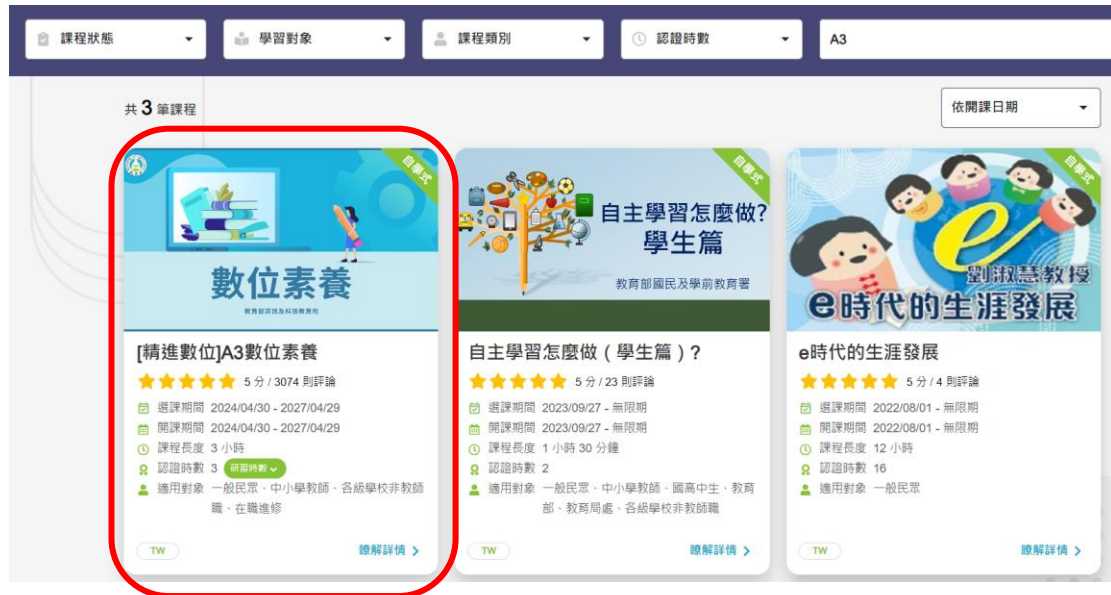 課程狀態
學習對象
課程類別
認證時數
A3
共3筆課程
依開課日期
自學式
數位素養
教育部資訊及科技教育司
[精進數位]A3數位素養
5 分 / 3074 則評論
選課期間 2024/04/30 - 2027/04/29
開課期間 2024/04/30 - 2027/04/29
課程長度 3 小時
認證時數 3 研習時數
適用對象 一般民眾、中小學教師、各級學校非教師
職、在職進修
TW
瞭解詳情
自學式
自主學習怎麼做?
學生篇
教育部國民及學前教育署
自主學習怎麼做（學生篇）?
5 分 / 23 則評論
選課期間 2023/09/27 - 無限期
開課期間 2023/09/27 - 無限期
課程長度 1 小時 30 分鐘
認證時數 2
適用對象 一般民眾、中小學教師、國高中生、教育
部、教育局處、各級學校非教師職
TW
瞭解詳情
自學式
e
劉淑慧教授
e時代的生涯發展
e時代的生涯發展
5 分 / 4 則評論
選課期間 2022/08/01 - 無限期
開課期間 2022/08/01 - 無限期
課程長度 12 小時
認證時數 16
適用對象 一般民眾
TW
瞭解詳情